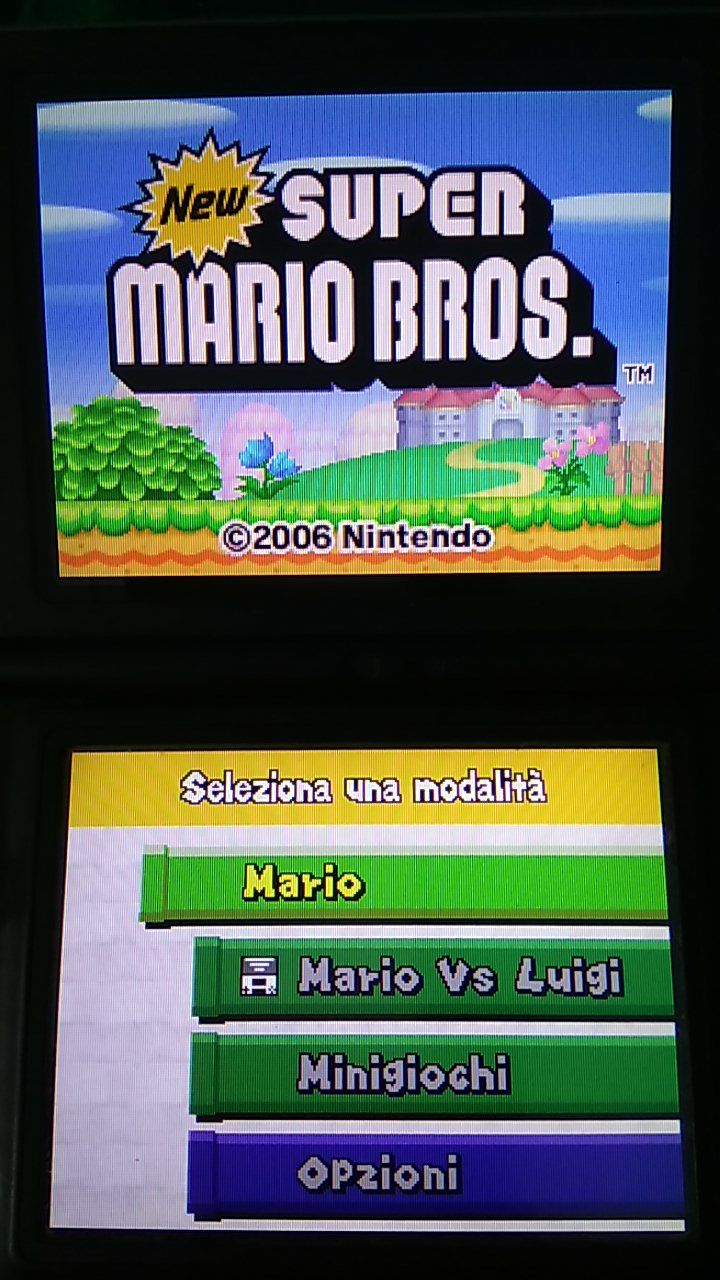 New SUPER
MARIO BROS.
TM
©2006 Nintendo
Seleziona una modalità
Mario
Mario Vs Luigi
Minigiochi
Opzioni